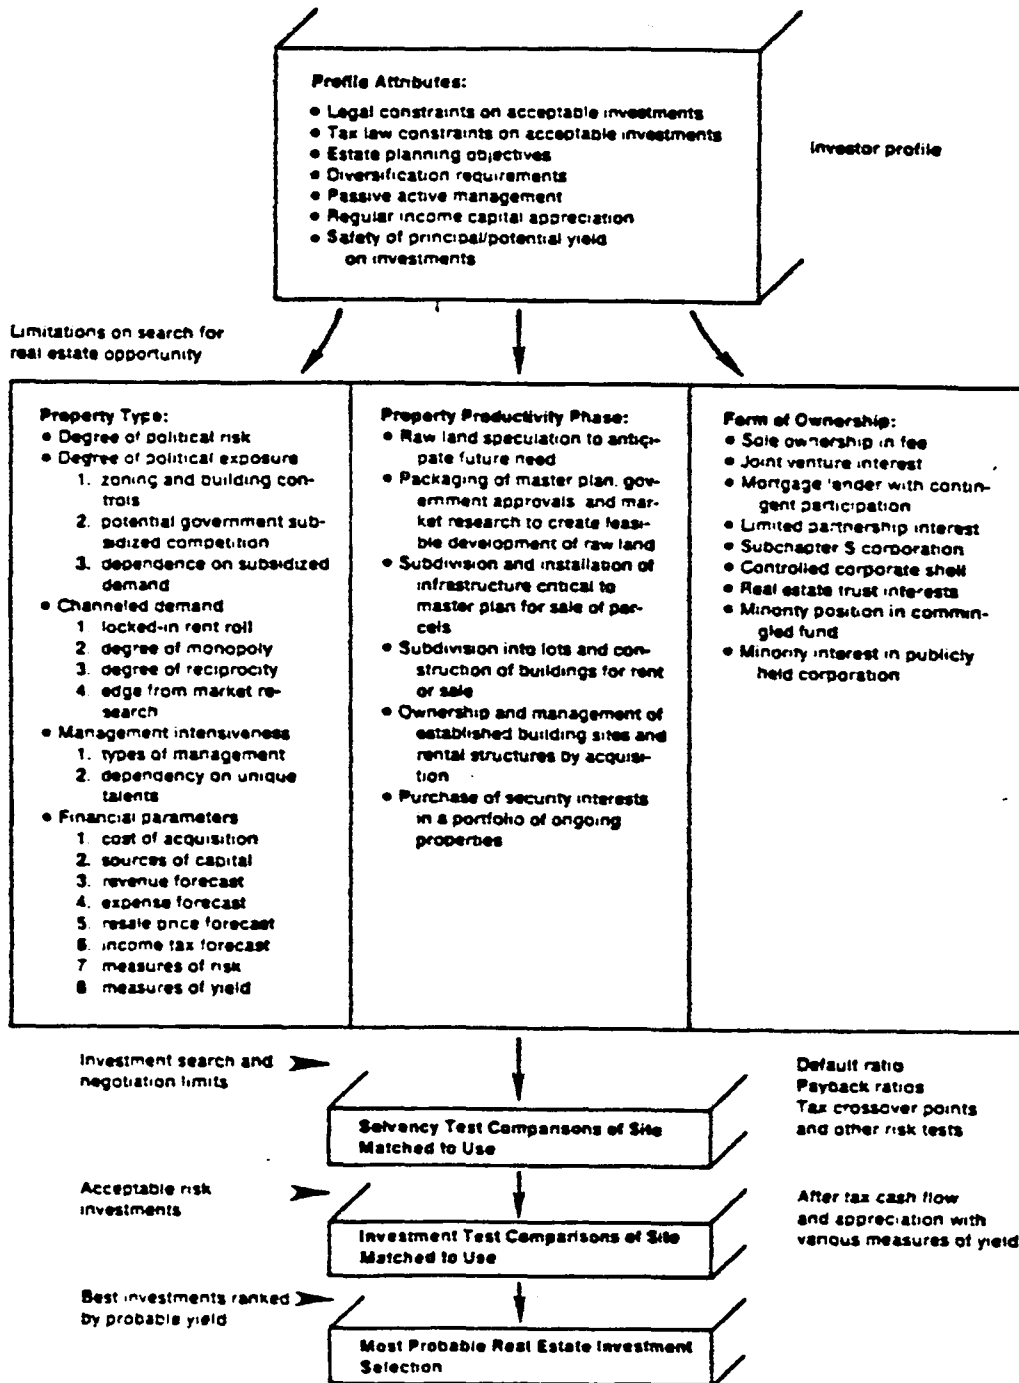 Profile Attributes:
• Legal constraints on acceptable investments
• Tax law constraints on acceptable investments
• Estate planning objectives
• Diversification requirements
• Passive active management
• Regular income capital appreciation
• Safety of principal/potential yield
on investments
Investor profile
Limitations on search for
real estate opportunity
Property Type:
• Degree of political risk
• Degree of political exposure
1. zoning and building con-
trols
2. potential government sub-
sidized competition
3. dependence on subsidized
demand
• Channeled demand
1. locked-in rent roll
2. degree of monopoly
3. degree of reciprocity
4. edge from market re-
search
• Management intensiveness
1. types of management
2. dependency on unique
talents
• Financial parameters
1. cost of acquisition
2. sources of capital
3. revenue forecast
4. expense forecast
5. resale price forecast
6. income tax forecast
7 measures of risk
8 measures of yield
Property Productivity Phase:
• Raw land speculation to antici-
pate future need
• Packaging of master plan, gov-
ernment approvals and mar-
ket research to create feasi-
ble development of raw land
• Subdivision and installation of
infrastructure critical to
master plan for sale of par-
cels
• Subdivision into lots and con-
struction of buildings for rent
or sale
• Ownership and management of
established building sites and
rental structures by acquisi-
tion
• Purchase of security interests
in a portfolio of ongoing
properties
Form of Ownership:
• Sole ownership in fee
• Joint venture interest
• Mortgage lender with contin-
gent participation
• Limited partnership interest
• Subchapter S corporation
• Controlled corporate shell
• Real estate trust interests
• Minority position in commin-
gled fund
• Minority interest in publicly
held corporation
Investment search and
negotiation limits
Solvancy Test Comparisons of Site
Matched to Use
Default ratio
Payback ratios
Tax crossover points
and other risk tests
Acceptable risk
investments
Investment Test Comparisons of Site
Matched to Use
After tax cash flow
and appreciation with
various measures of yield
Best investments ranked
by probable yield
Most Probable Real Estate Investment
Selection